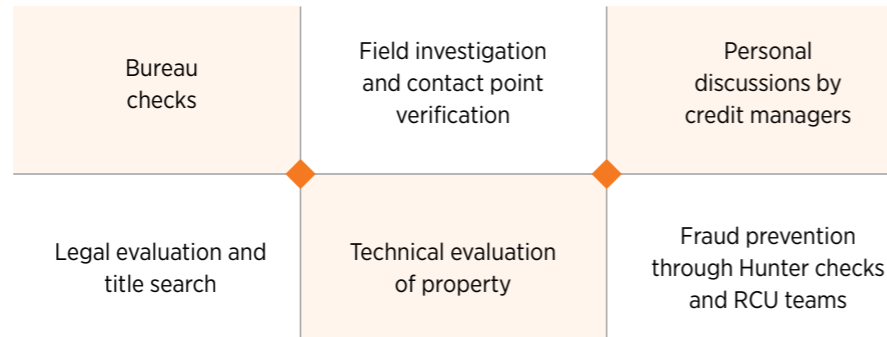 Bureau
checks
Field investigation
and contact point
verification
Personal
discussions by
credit managers
Legal evaluation and
title search
Technical evaluation
of property
Fraud prevention
through Hunter checks
and RCU teams